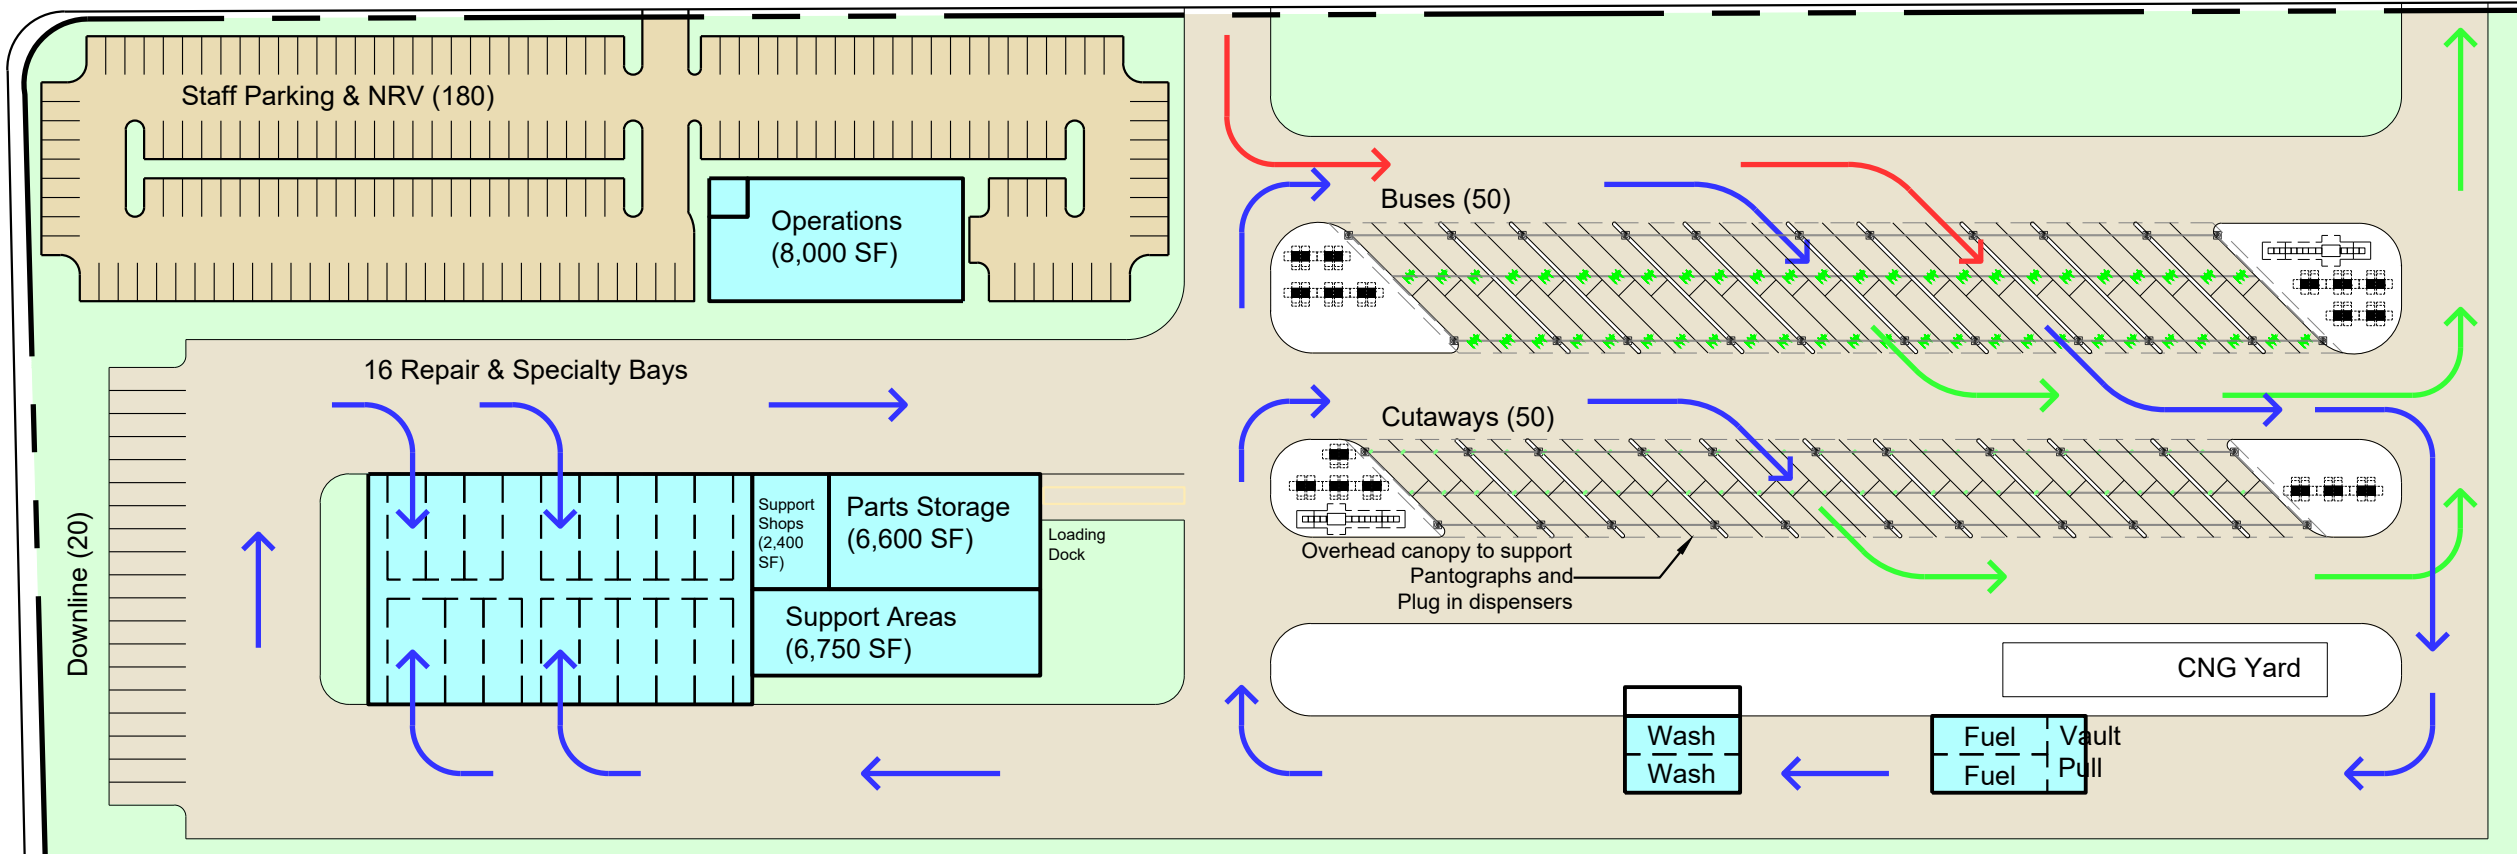 Staff Parking & NRV (180)
Operations
(8,000 SF)
Buses (50)
16 Repair & Specialty Bays
Cutaways (50)
Downline (20)
Support
Shops
(2,400
SF)
Parts Storage
(6,600 SF)
Loading
Dock
Support Areas
(6,750 SF)
Overhead canopy to support
Pantographs and
Plug in dispensers
CNG Yard
Wash
Wash
Fuel
Fuel
Vault
Pull